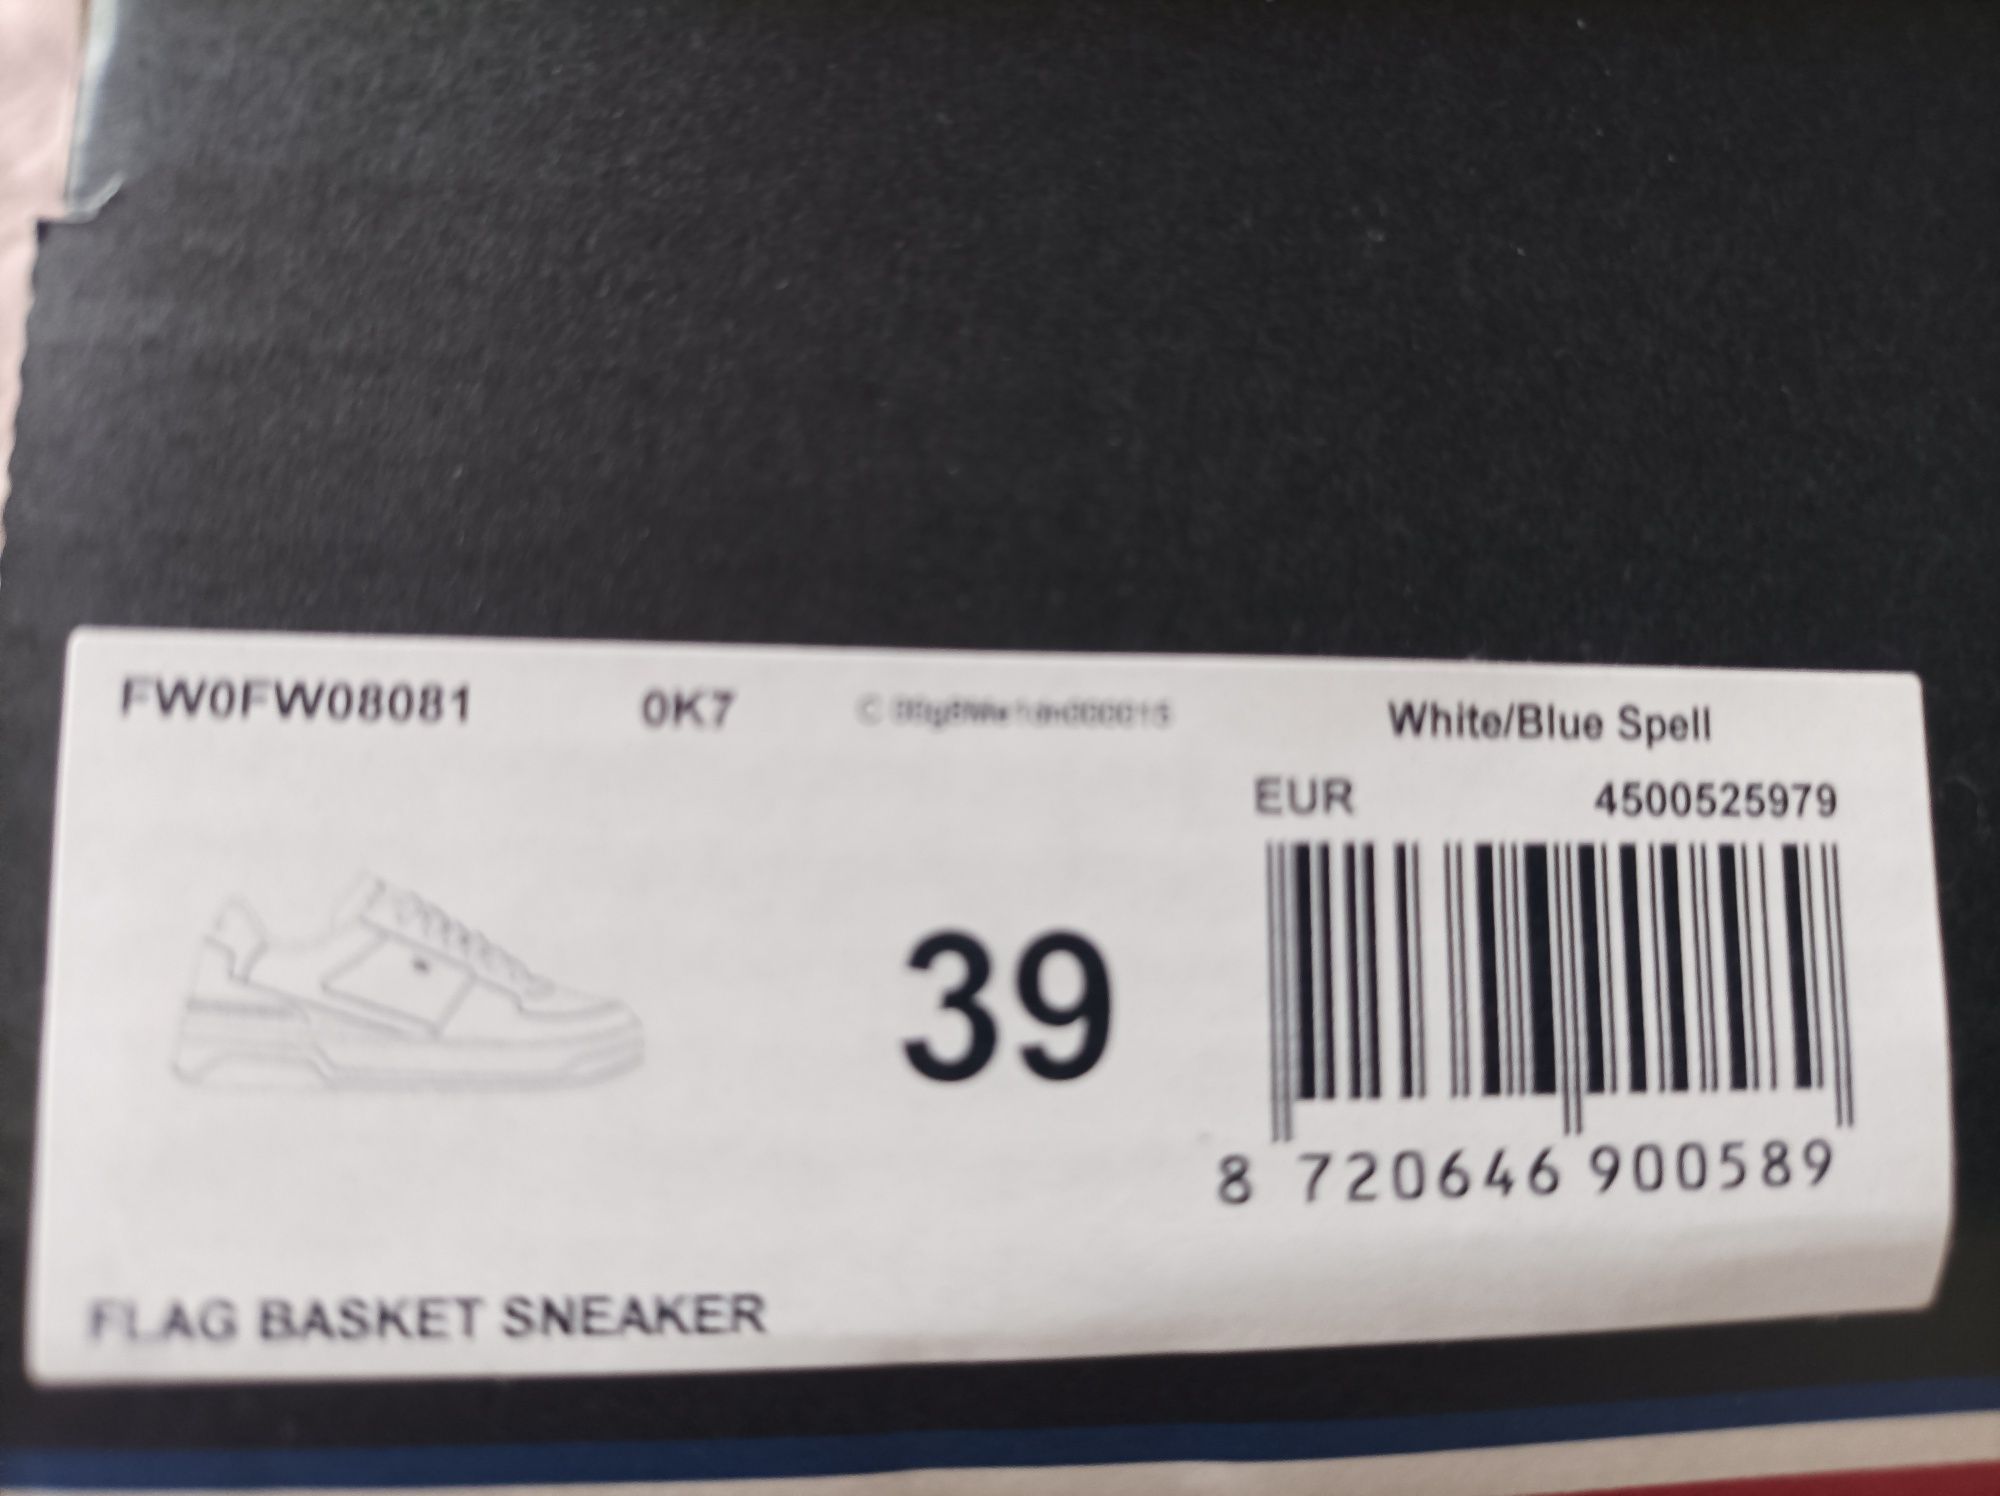 FW0FW08081 0K7 White/Blue Spell
EUR 4500525979
39
8 720646 900589
FLAG BASKET SNEAKER